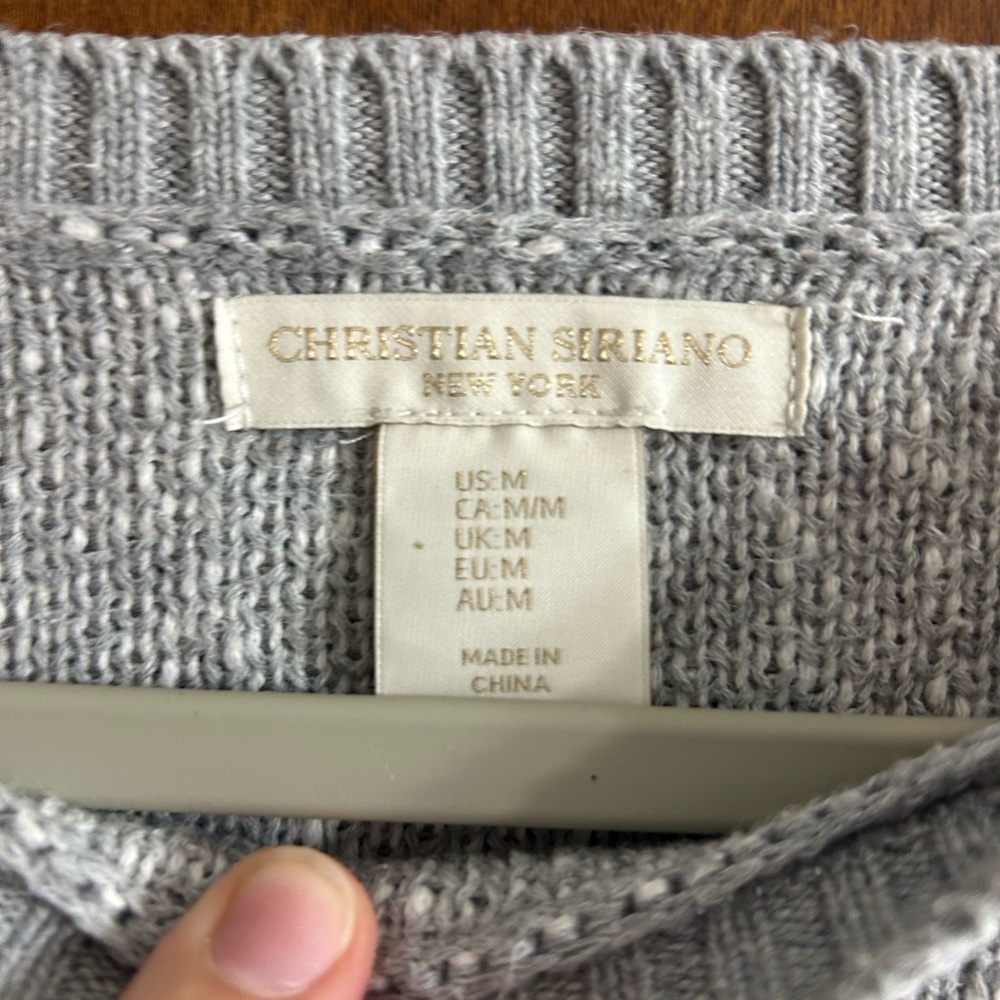 CHRISTIAN SIRIANO
NEW YORK
US: M
CA: M/M
UK: M
EU: M
AU: M
MADE IN
CHINA